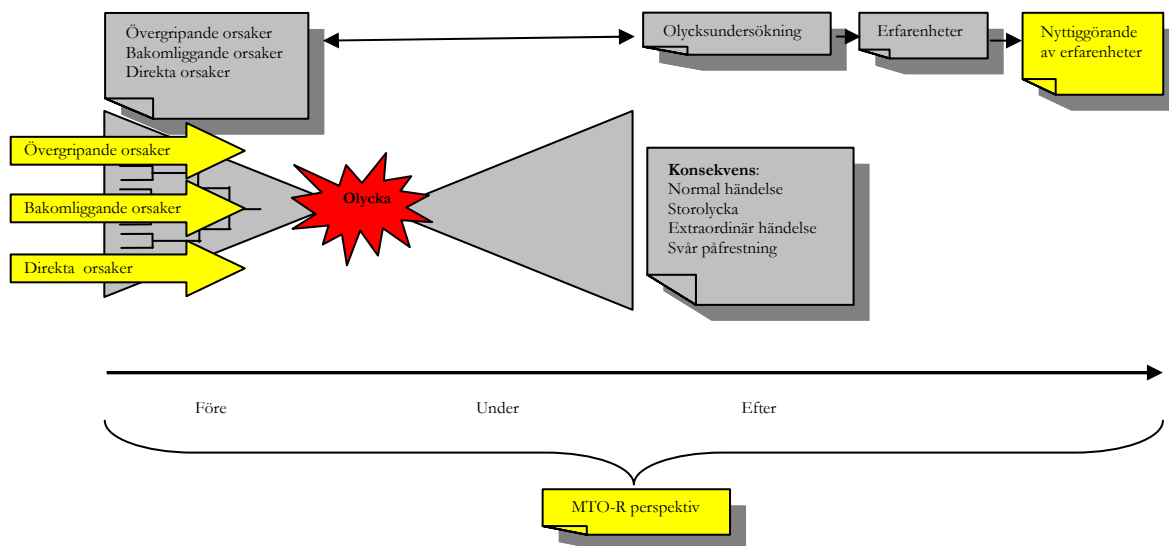 Övergripande orsaker
Bakomliggande orsaker
Direkta orsaker
Olycksundersökning
Erfarenheter
Nyttiggörande
av erfarenheter
Övergripande orsaker
Bakomliggande orsaker
Direkta  orsaker
Olycka
Konsekvens:
Normal händelse
Storolycka
Extraordinär händelse
Svår påfrestning
Före
Under
Efter
MTO-R perspektiv